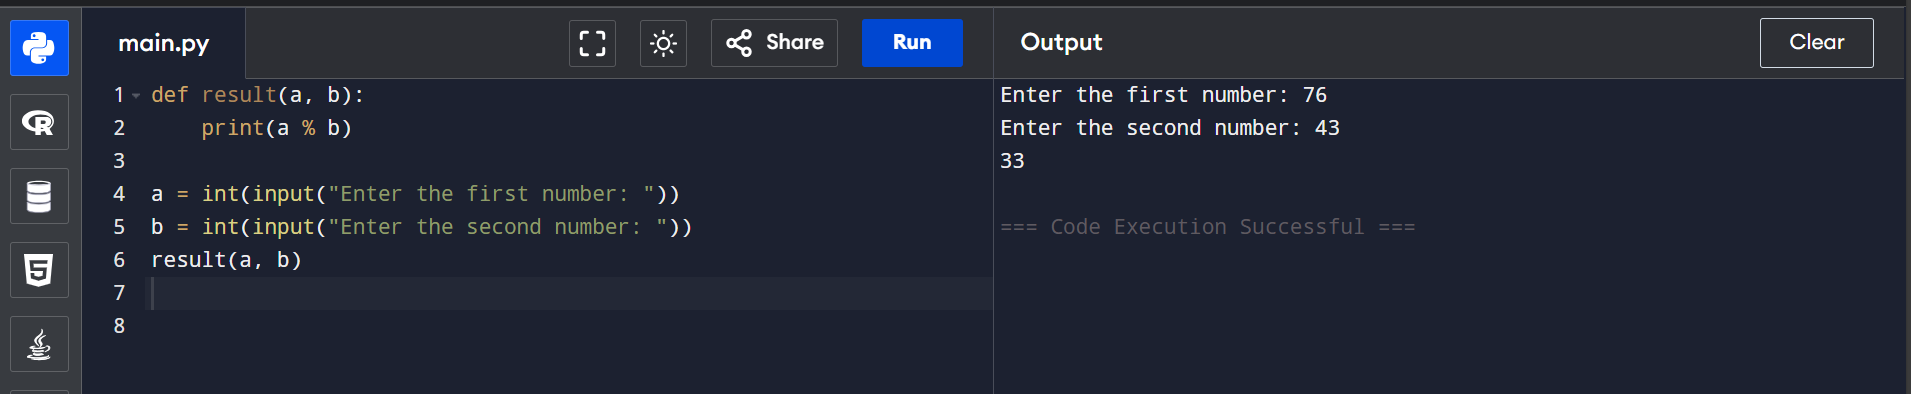 main.py
Share
Run
Output
Clear
1 def result(a, b):
2     print(a % b)
3
4 a = int(input("Enter the first number: "))
5 b = int(input("Enter the second number: "))
6 result(a, b)
7
8
Enter the first number: 76
Enter the second number: 43
33
=== Code Execution Successful ===